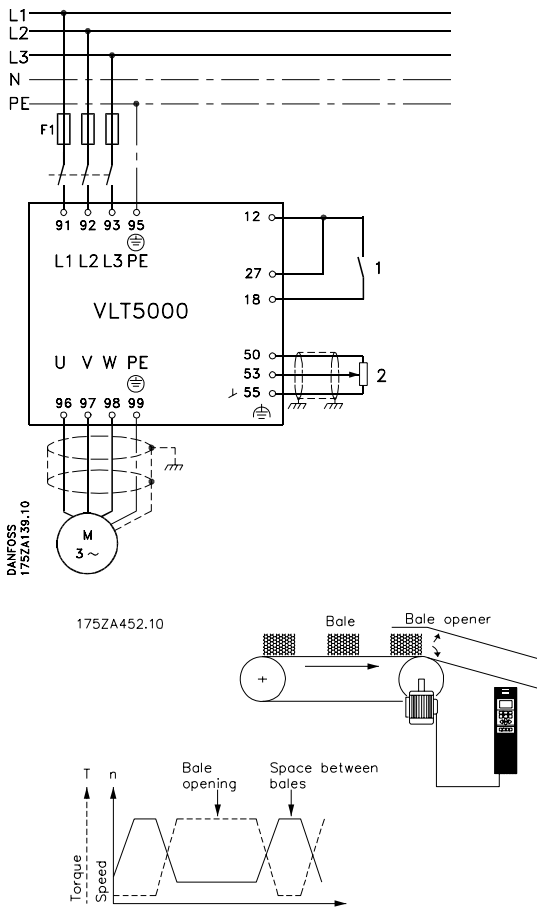 L1
L2
L3
N
PE
F1
91 92 93 95
L1 L2 L3 PE
VLT5000
U V W PE
96 97 98 99
12
27
18
50
53
55
1
2
M
3 ~
DANFOSS
175ZA139.10
175ZA452.10
Bale
Bale opener
T n
Bale
opening
Space between
bales
Torque
Speed